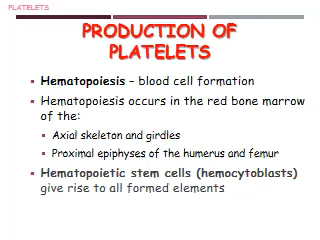 PLATELETS
PRODUCTION OF
PLATELETS
▪ Hematopoiesis – blood cell formation
▪ Hematopoiesis occurs in the red bone marrow
of the:
▪ Axial skeleton and girdles
▪ Proximal epiphyses of the humerus and femur
▪ Hematopoietic stem cells (hemocytoblasts)
give rise to all formed elements